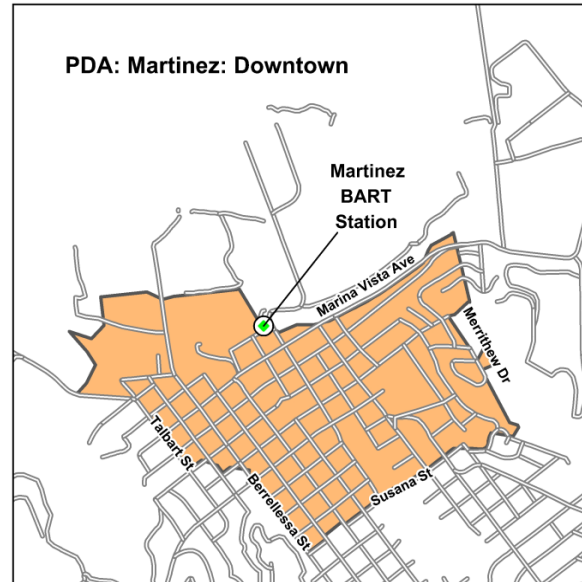 PDA: Martinez: Downtown
Martinez
BART
Station
Marina Vista Ave
Merrithew Dr
Talbart St
Berrellessa St
Susana St